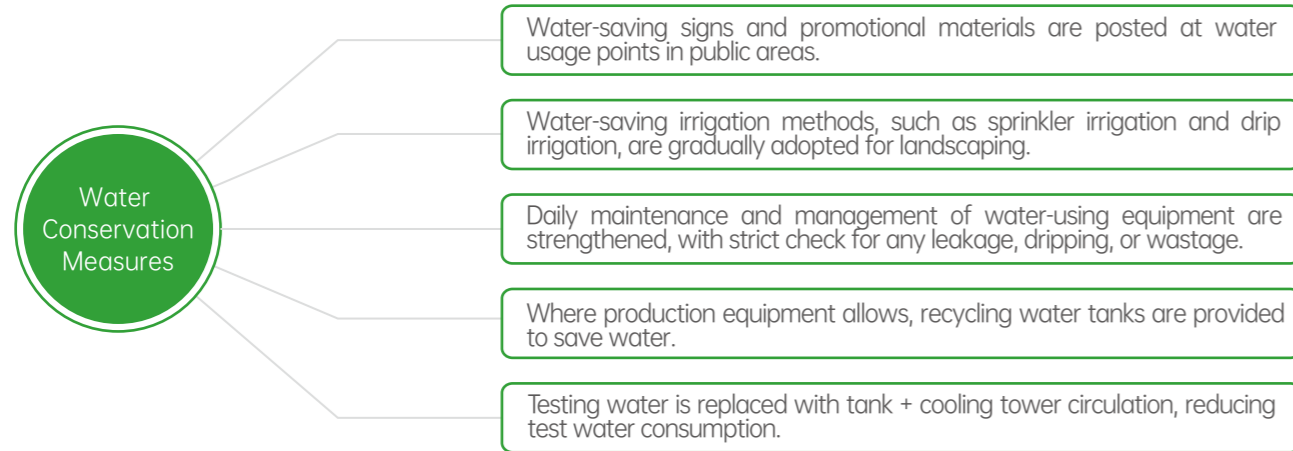 Water
Conservation
Measures
Water-saving signs and promotional materials are posted at water
usage points in public areas.
Water-saving irrigation methods, such as sprinkler irrigation and drip
irrigation, are gradually adopted for landscaping.
Daily maintenance and management of water-using equipment are
strengthened, with strict check for any leakage, dripping, or wastage.
Where production equipment allows, recycling water tanks are provided
to save water.
Testing water is replaced with tank + cooling tower circulation, reducing
test water consumption.